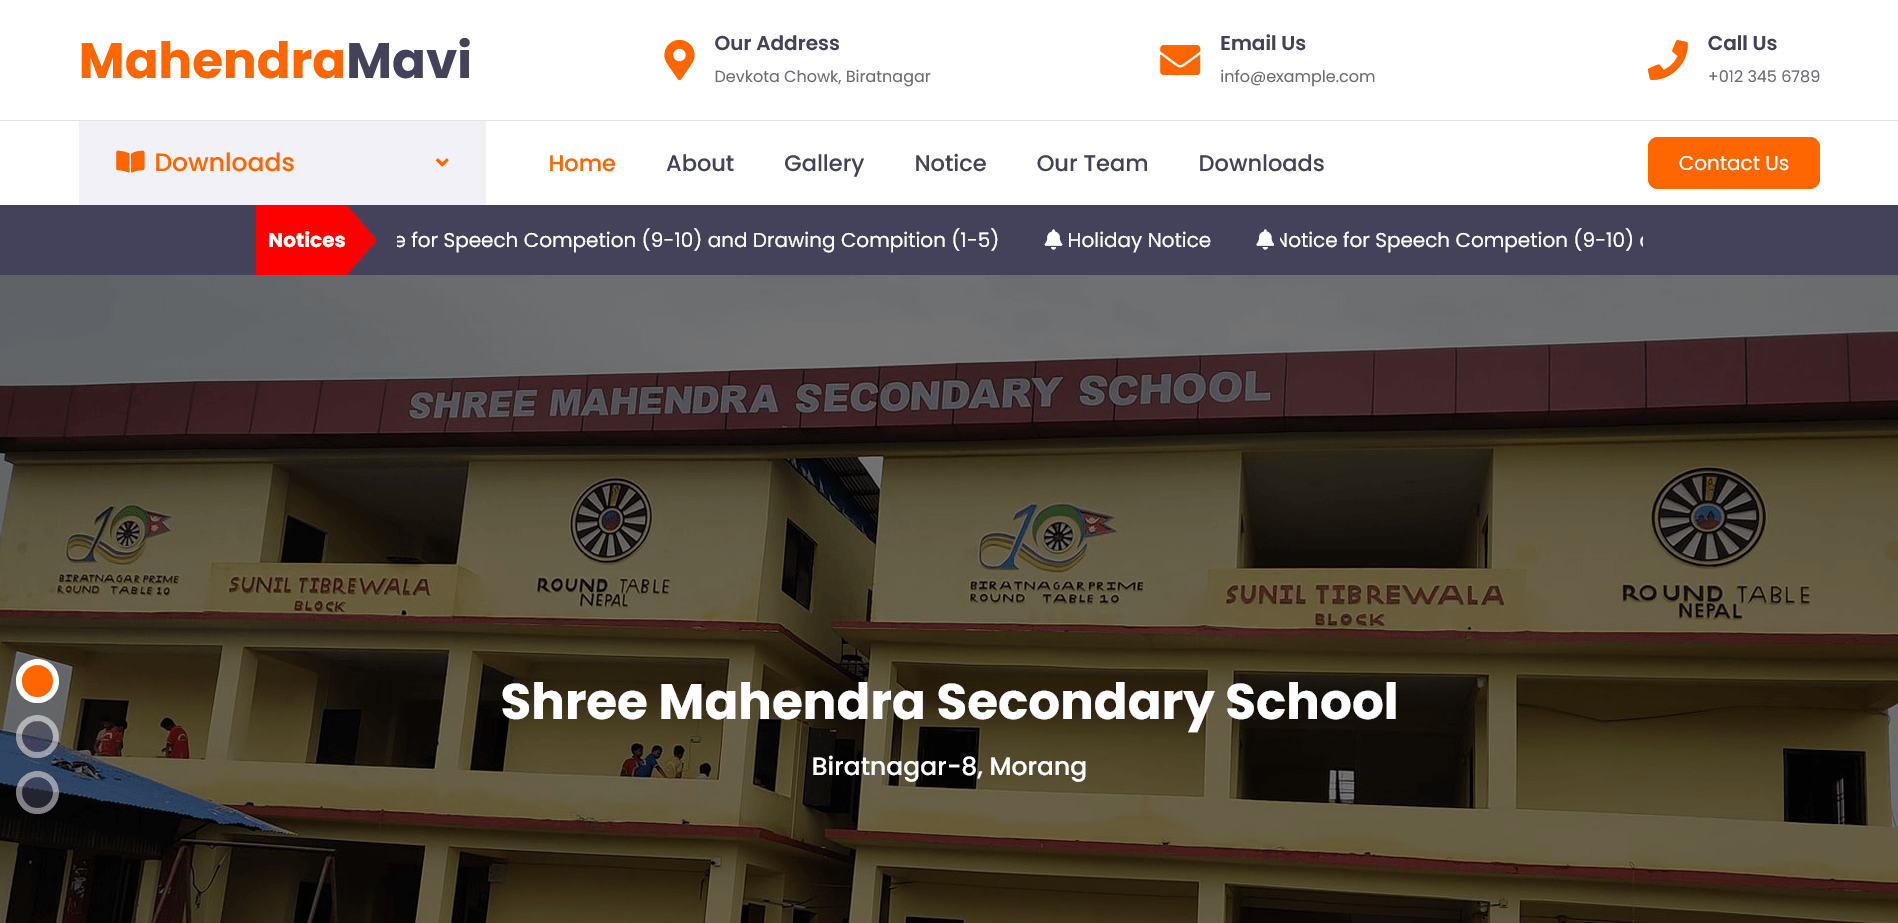 MahendraMavi
Our Address
Devkota Chowk, Biratnagar
Email Us
info@example.com
Call Us
+012 345 6789
Downloads
Home About Gallery Notice Our Team Downloads
Contact Us
Notices
for Speech Competion (9-10) and Drawing Compition (1-5) Holiday Notice Notice for Speech Competion (9-10)
SHREE MAHENDRA SECONDARY SCHOOL
BIRATNAGAR PRIME
ROUND TABLE 10
SUNIL TIBREWALA
BLOCK
ROUND TABLE
NEPAL
BIRATNAGAR PRIME
ROUND TABLE 10
SUNIL TIBREWALA
BLOCK
ROUND TABLE
NEPAL
Shree Mahendra Secondary School
Biratnagar-8, Morang